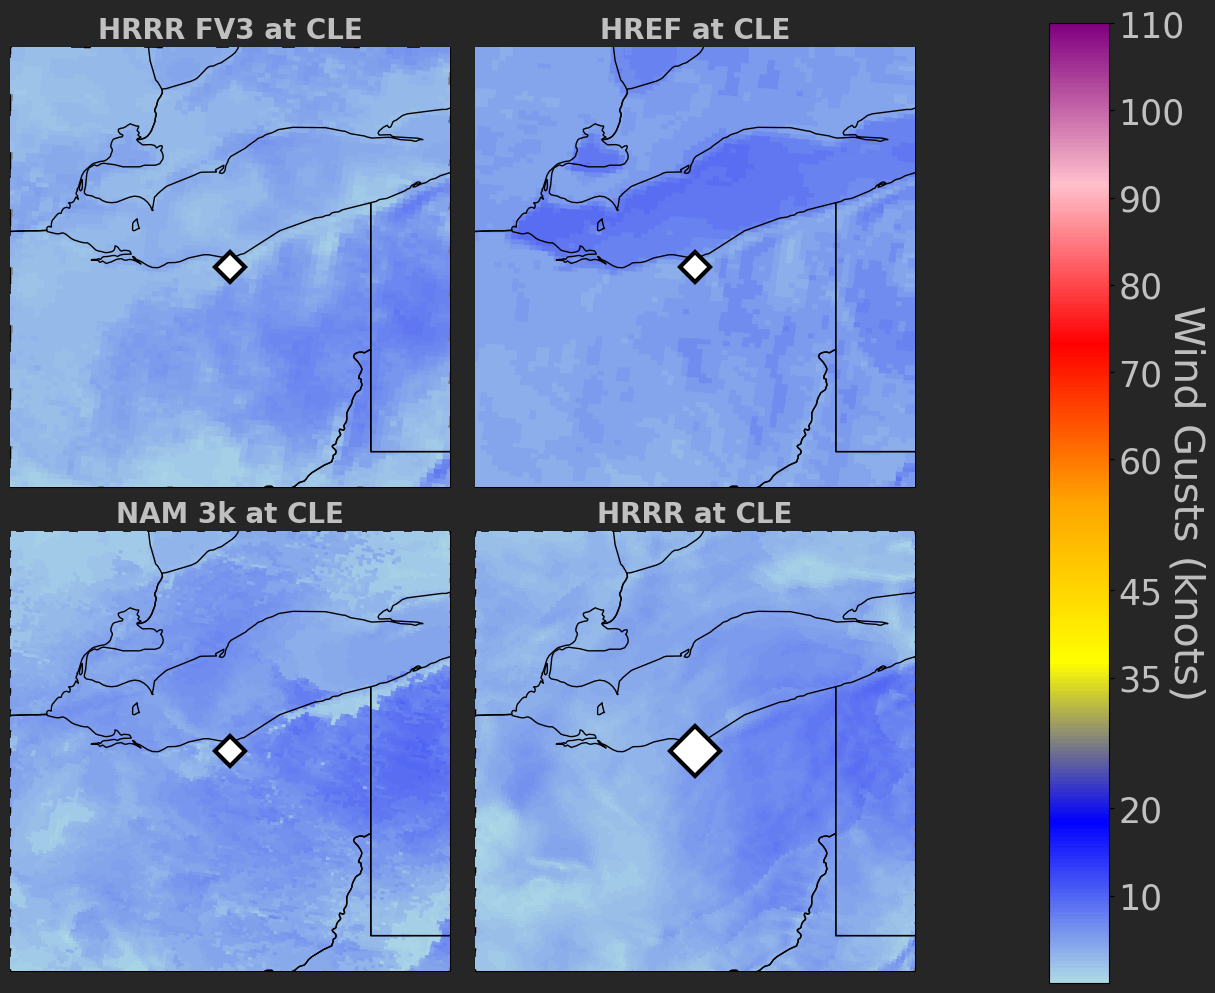 HRRR FV3 at CLE
HREF at CLE
NAM 3k at CLE
HRRR at CLE
110
100
90
80
70
60
45
35
20
10
Wind Gusts (knots)